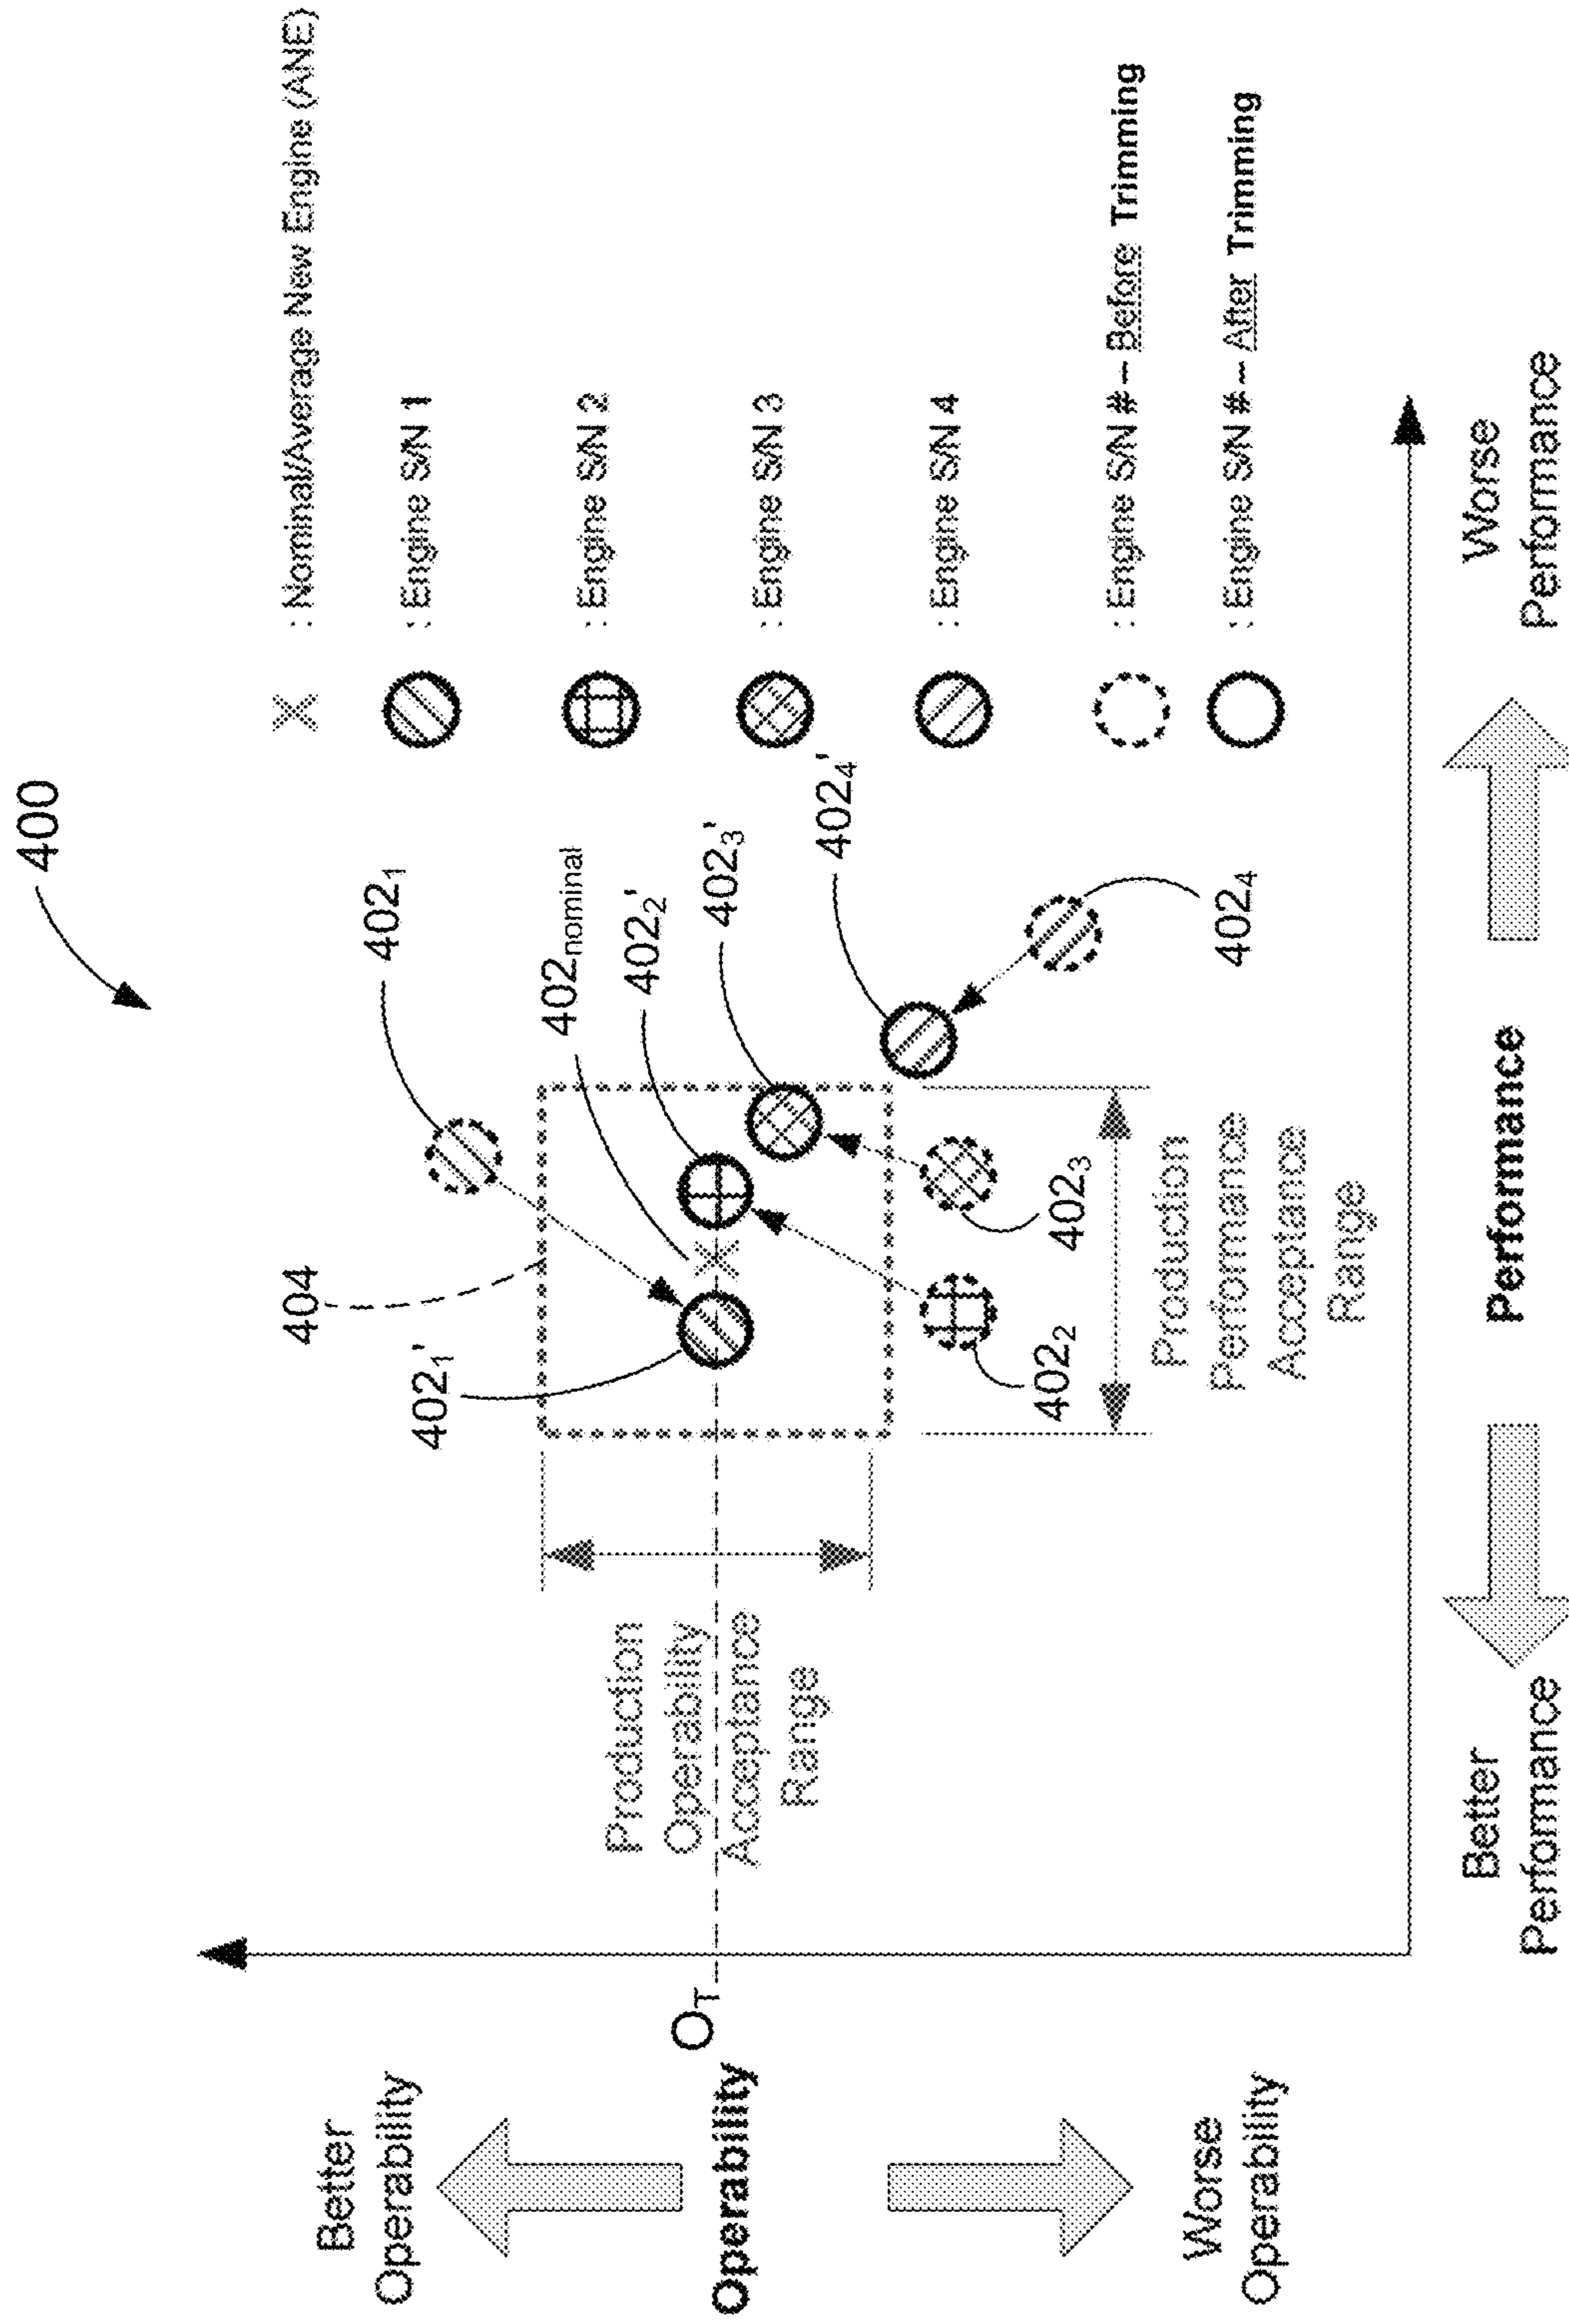 400
X : Nominal/Average New Engine (ANE)
: Engine S/N 1
: Engine S/N 2
: Engine S/N 3
: Engine S/N 4
: Engine S/N # – Before Trimming
: Engine S/N # – After Trimming
404
402₁'
402₁
402nominal
402₂'
402₃'
402₄'
402₂
402₃
402₄
Better
Operability
Operability
Oᴛ
Worse
Operability
Production
Operability
Acceptance
Range
Production
Performance
Acceptance
Range
Better
Performance
Performance
Worse
Performance